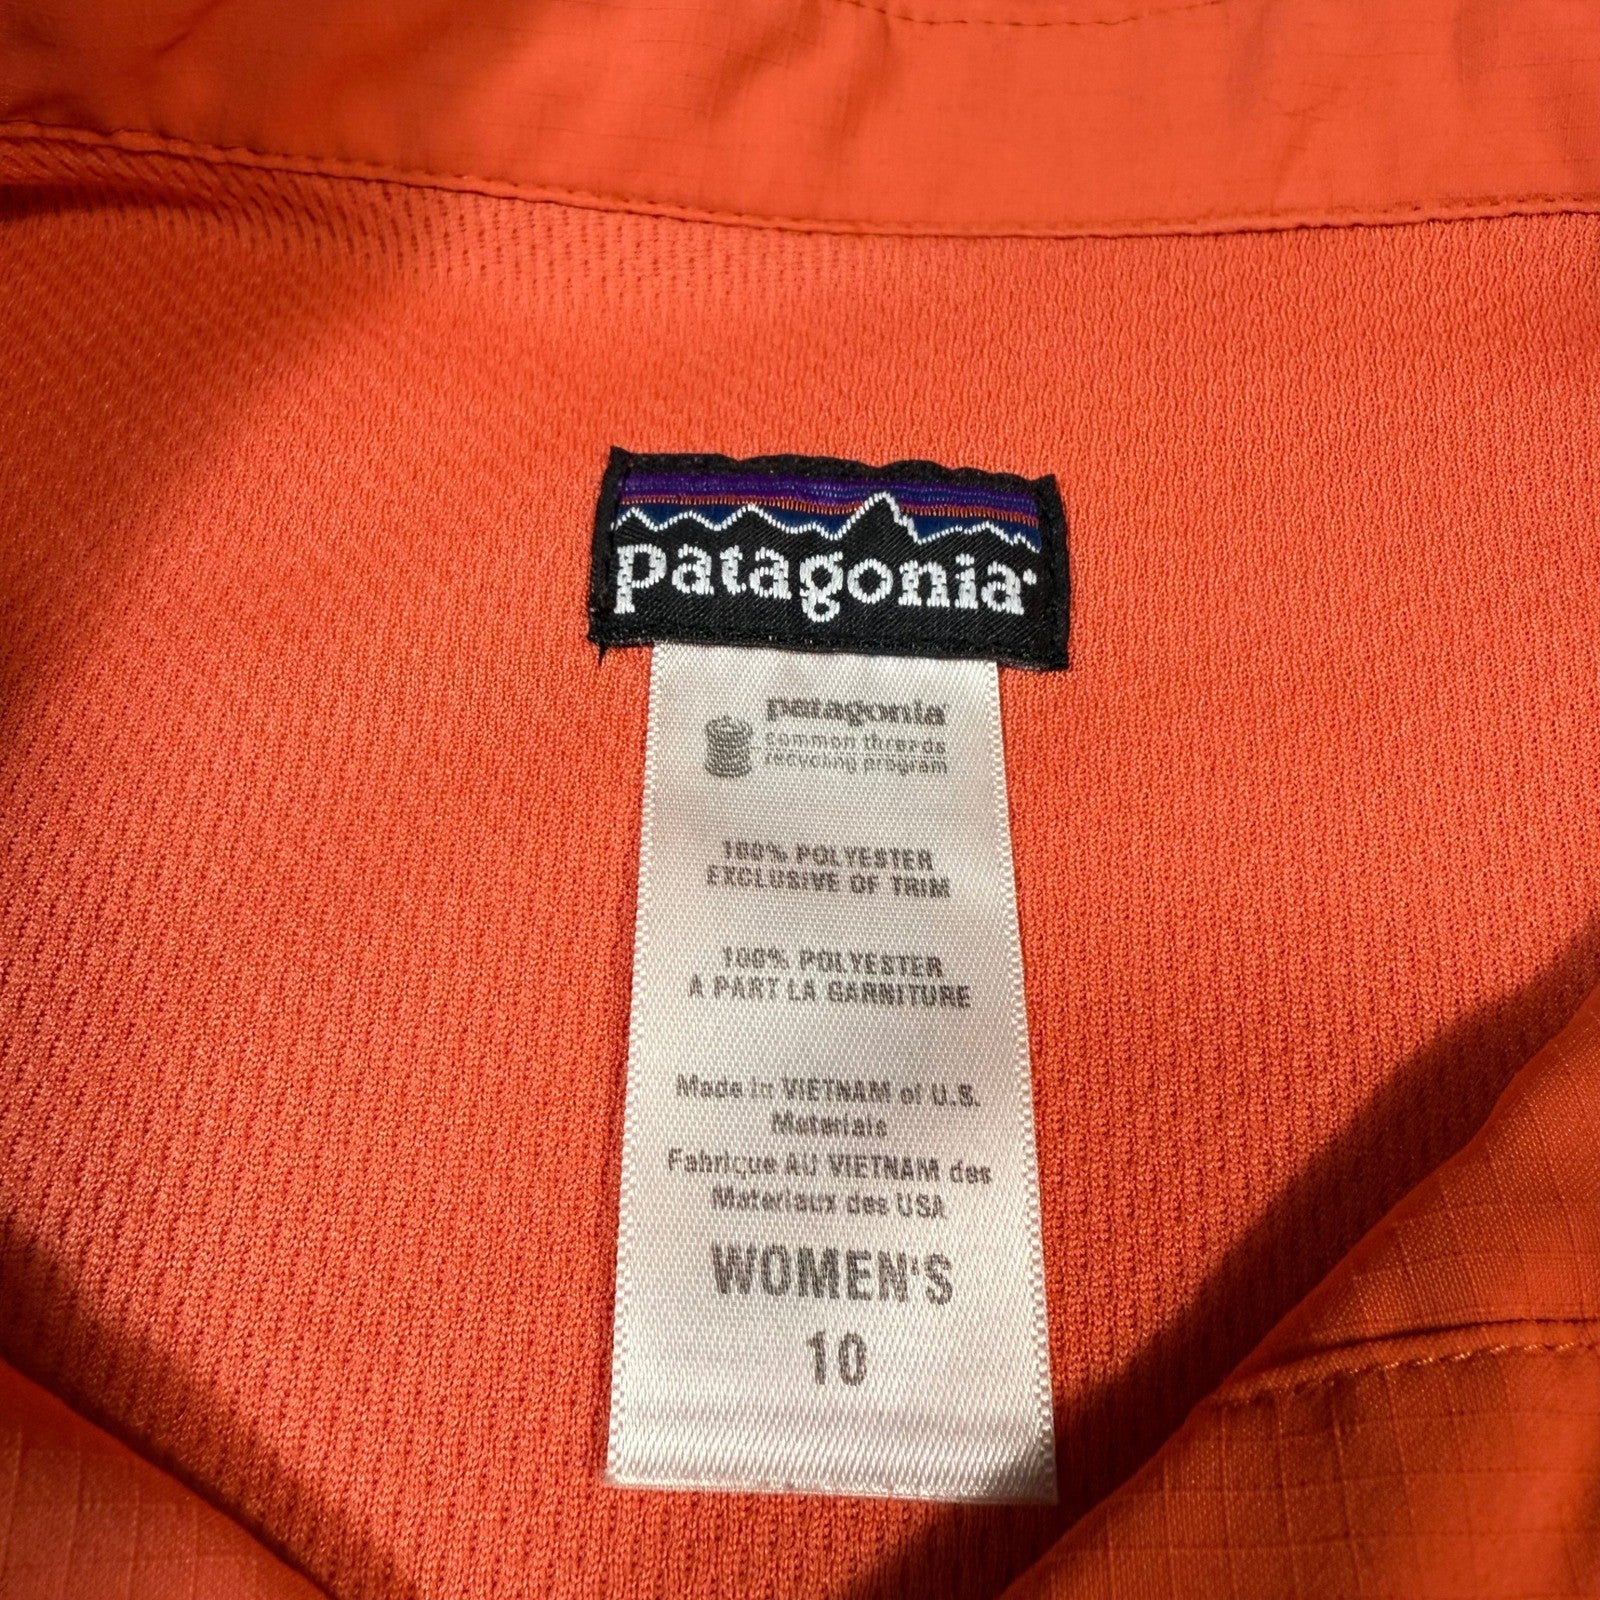 patagonia
patagonia
common threads
recycling program
100% POLYESTER
EXCLUSIVE OF TRIM
100% POLYESTER
A PART LA GARNITURE
Made in VIETNAM of U.S.
Materials
Fabrique AU VIETNAM des
Materiaux des USA
WOMEN'S
10